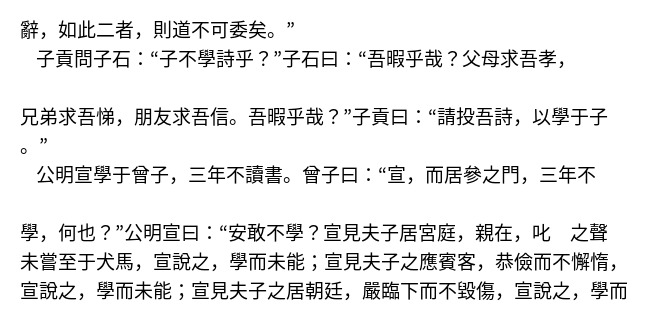 辭，如此二者，則道不可委矣。”
子貢問子石：“子不學詩乎？”子石曰：“吾暇乎哉？父母求吾孝，
兄弟求吾悌，朋友求吾信。吾暇乎哉？”子貢曰：“請投吾詩，以學于子
。”
公明宣學于曾子，三年不讀書。曾子曰：“宣，而居參之門，三年不
學，何也？”公明宣曰：“安敢不學？宣見夫子居宮庭，親在，叱　之聲
未嘗至于犬馬，宣說之，學而未能；宣見夫子之應賓客，恭儉而不懈惰，
宣說之，學而未能；宣見夫子之居朝廷，嚴臨下而不毀傷，宣說之，學而